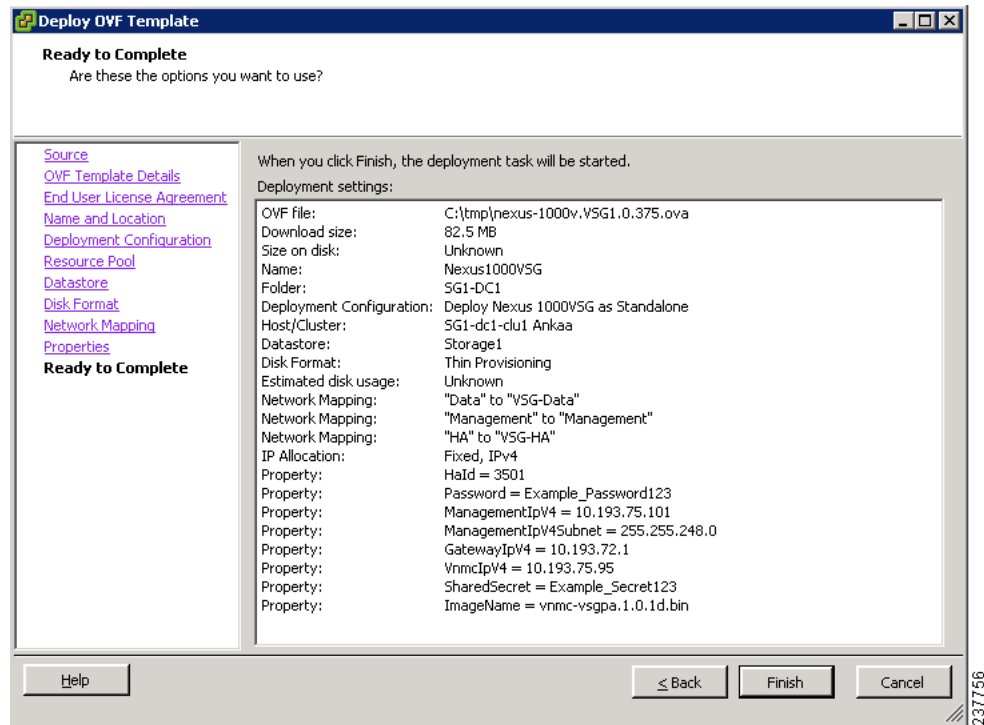 Deploy OVF Template
Ready to Complete
Are these the options you want to use?
Source
OVF Template Details
End User License Agreement
Name and Location
Deployment Configuration
Resource Pool
Datastore
Disk Format
Network Mapping
Properties
Ready to Complete
When you click Finish, the deployment task will be started.
Deployment settings:
OVF file: C:\tmp\nexus-1000v.VSG1.0.375.ova
Download size: 82.5 MB
Size on disk: Unknown
Name: Nexus1000VSG
Folder: SG1-DC1
Deployment Configuration: Deploy Nexus 1000VSG as Standalone
Host/Cluster: SG1-dc1-clu1 Ankaa
Datastore: Storage1
Disk Format: Thin Provisioning
Estimated disk usage: Unknown
Network Mapping: "Data" to "VSG-Data"
Network Mapping: "Management" to "Management"
Network Mapping: "HA" to "VSG-HA"
IP Allocation: Fixed, IPv4
Property: HaId = 3501
Property: Password = Example_Password123
Property: ManagementIpV4 = 10.193.75.101
Property: ManagementIpV4Subnet = 255.255.248.0
Property: GatewayIpV4 = 10.193.72.1
Property: VnmcIpV4 = 10.193.75.95
Property: SharedSecret = Example_Secret123
Property: ImageName = vnmc-vsgpa.1.0.1d.bin
Help
≤ Back
Finish
Cancel
237756